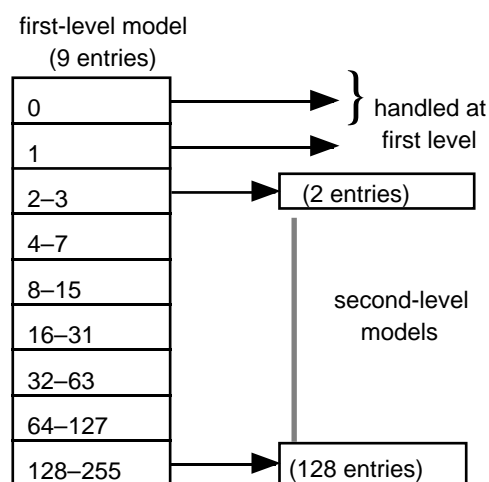 first-level model
(9 entries)
0
}
handled at
first level
1
2–3
(2 entries)
4–7
8–15
second-level
models
16–31
32–63
64–127
128–255
(128 entries)